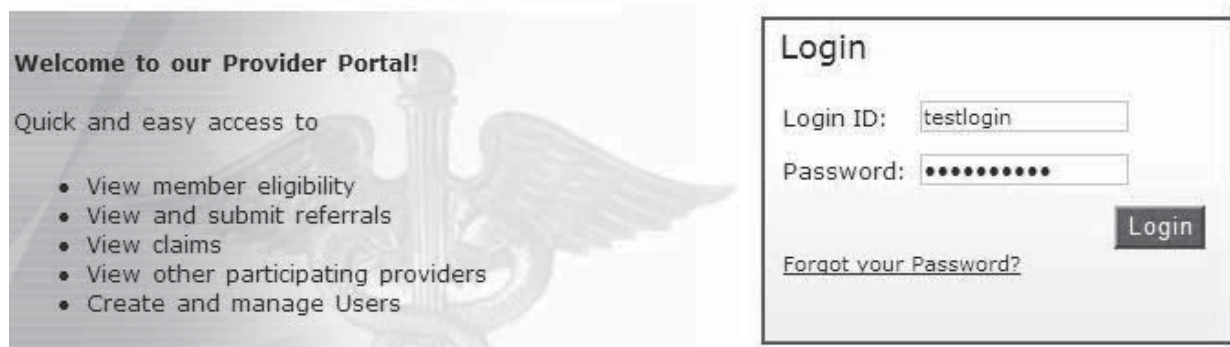 Welcome to our Provider Portal!
Quick and easy access to
• View member eligibility
• View and submit referrals
• View claims
• View other participating providers
• Create and manage Users
Login
Login ID: testlogin
Password: ••••••••••
Login
Forgot your Password?